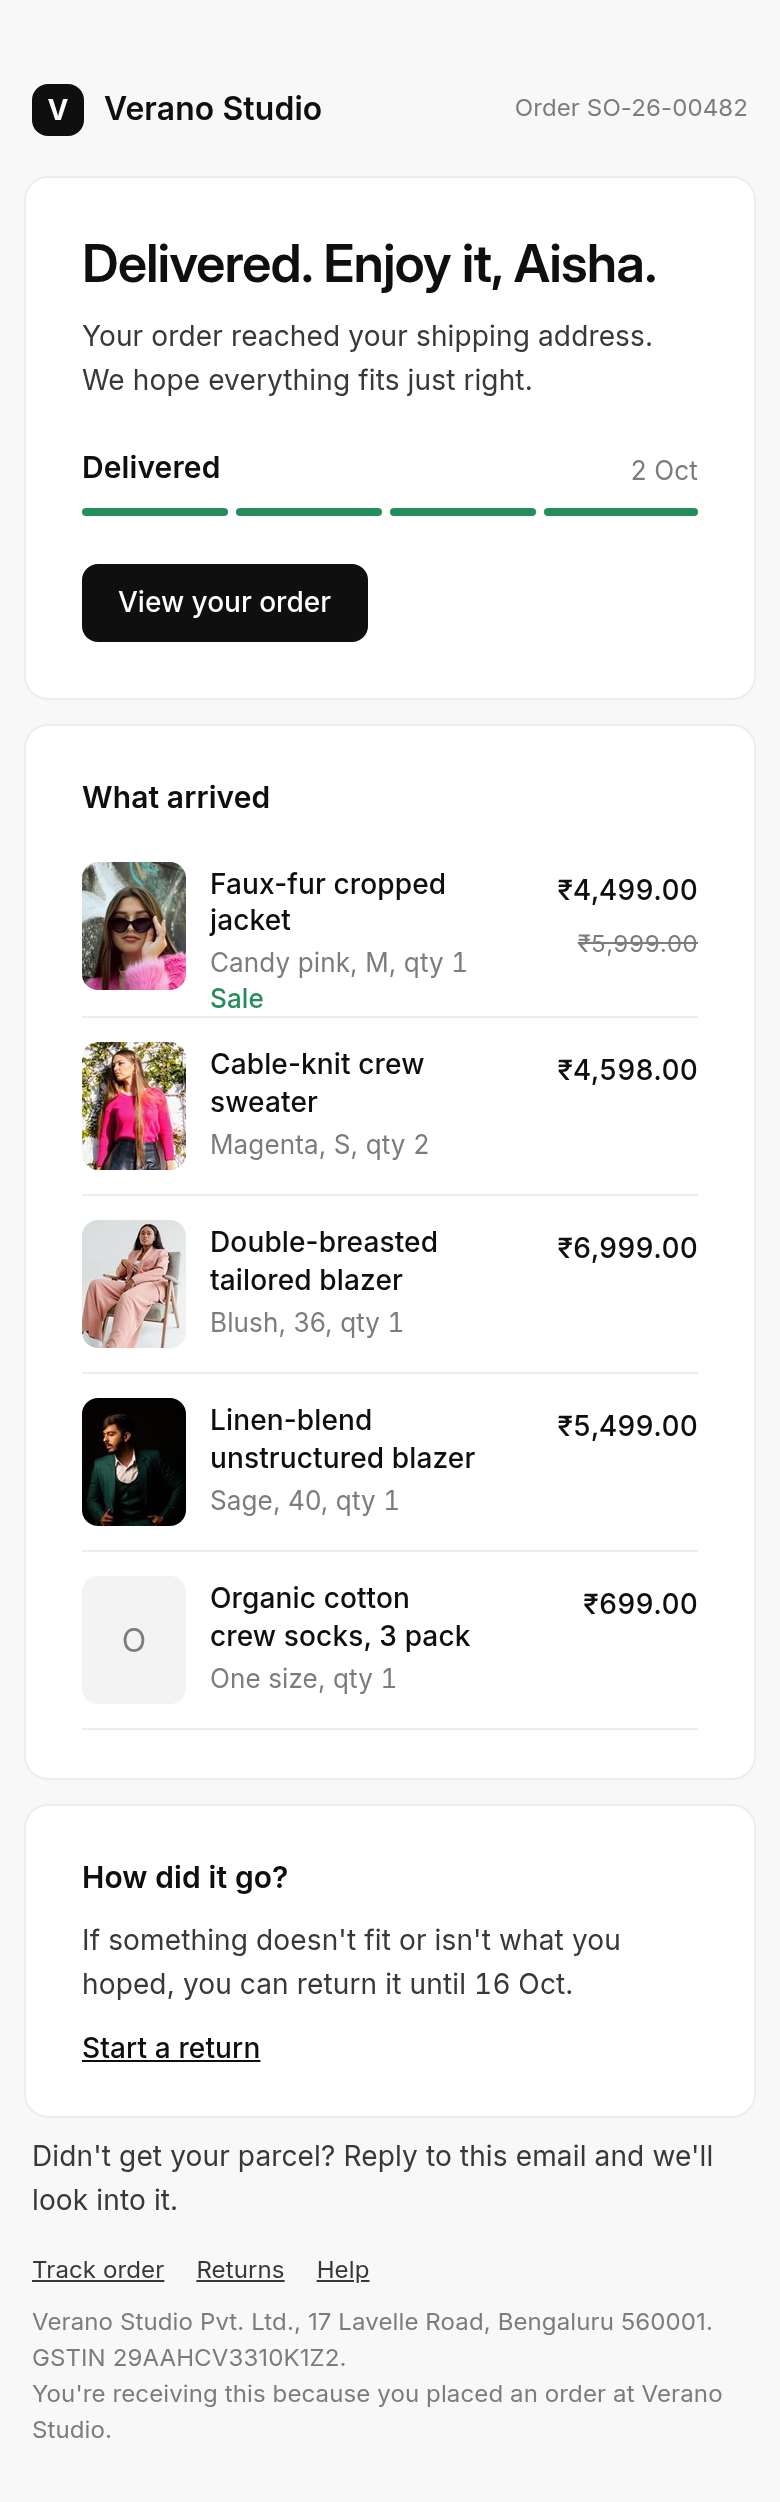 V
Verano Studio
Order SO-26-00482
Delivered. Enjoy it, Aisha.
Your order reached your shipping address.
We hope everything fits just right.
Delivered
2 Oct
View your order
What arrived
Faux-fur cropped
jacket
₹4,499.00
₹5,999.00
Candy pink, M, qty 1
Sale
Cable-knit crew
sweater
₹4,598.00
Magenta, S, qty 2
Double-breasted
tailored blazer
₹6,999.00
Blush, 36, qty 1
Linen-blend
unstructured blazer
₹5,499.00
Sage, 40, qty 1
O
Organic cotton
crew socks, 3 pack
₹699.00
One size, qty 1
How did it go?
If something doesn't fit or isn't what you
hoped, you can return it until 16 Oct.
Start a return
Didn't get your parcel? Reply to this email and we'll
look into it.
Track order
Returns
Help
Verano Studio Pvt. Ltd., 17 Lavelle Road, Bengaluru 560001.
GSTIN 29AAHCV3310K1Z2.
You're receiving this because you placed an order at Verano
Studio.